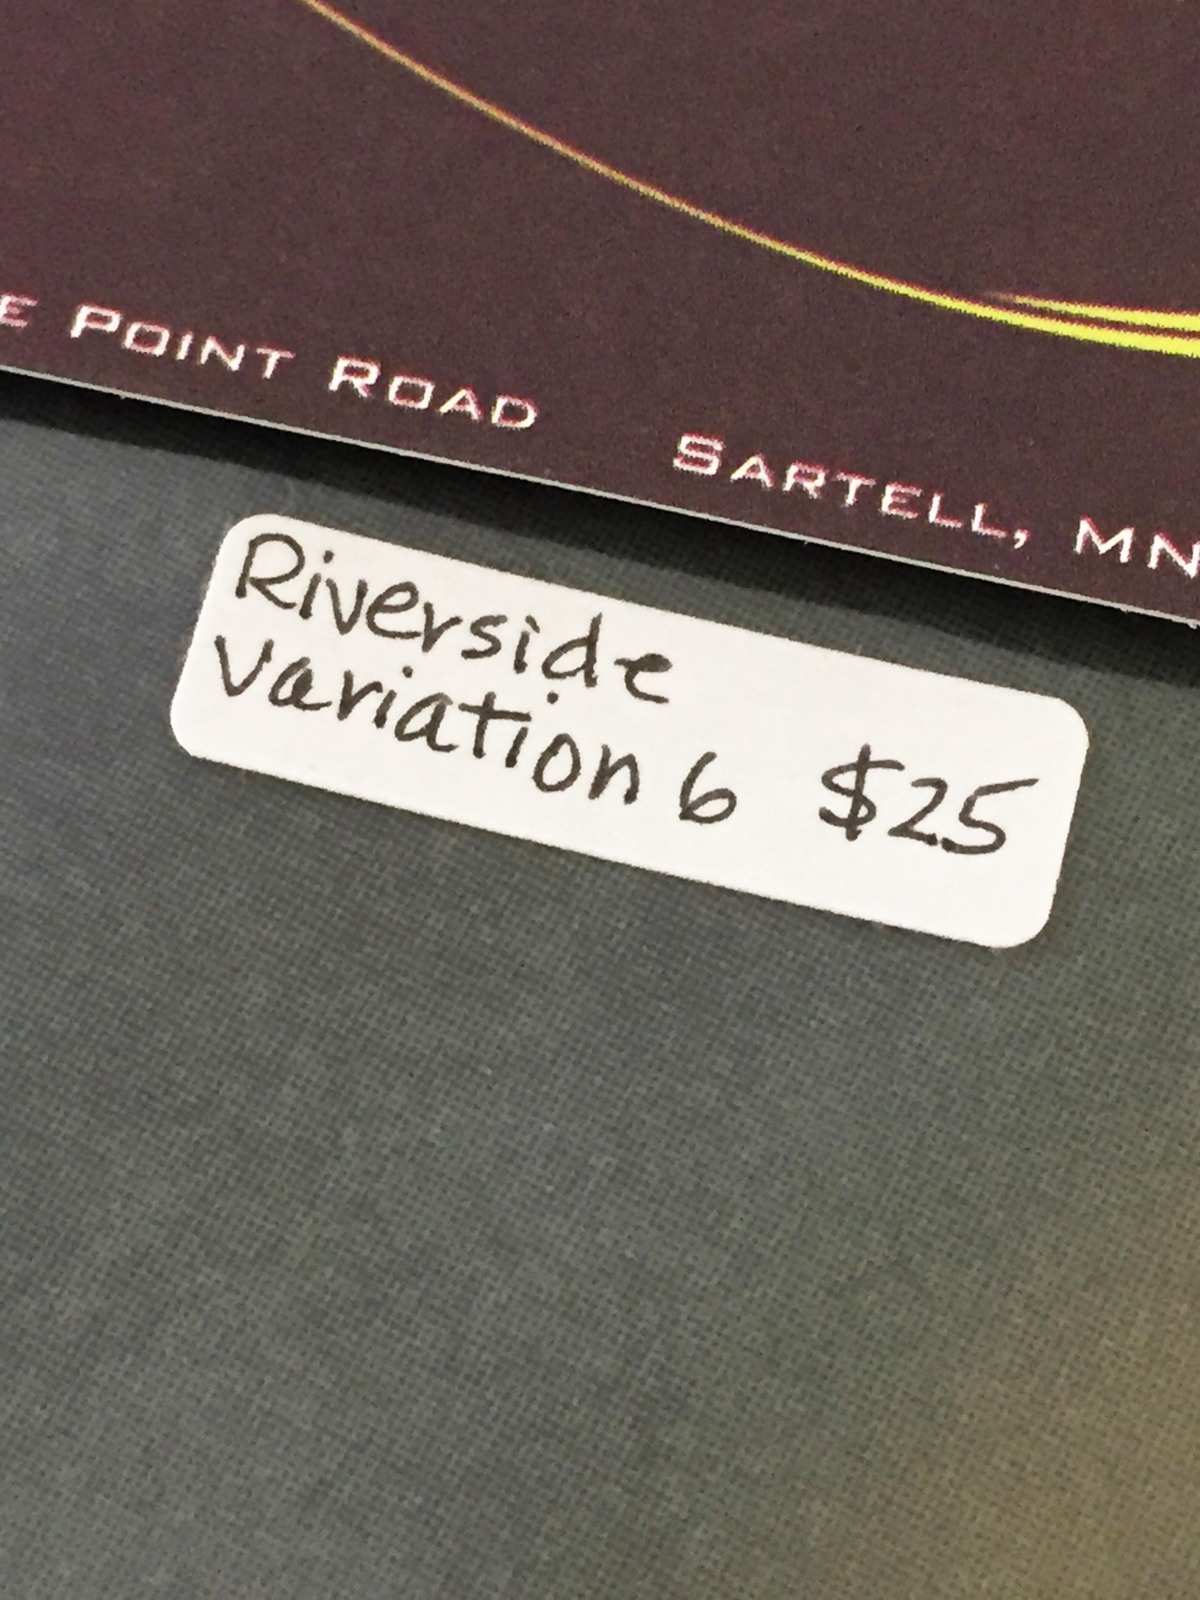 E POINT ROAD SARTELL, MN
Riverside
Variation 6 $25